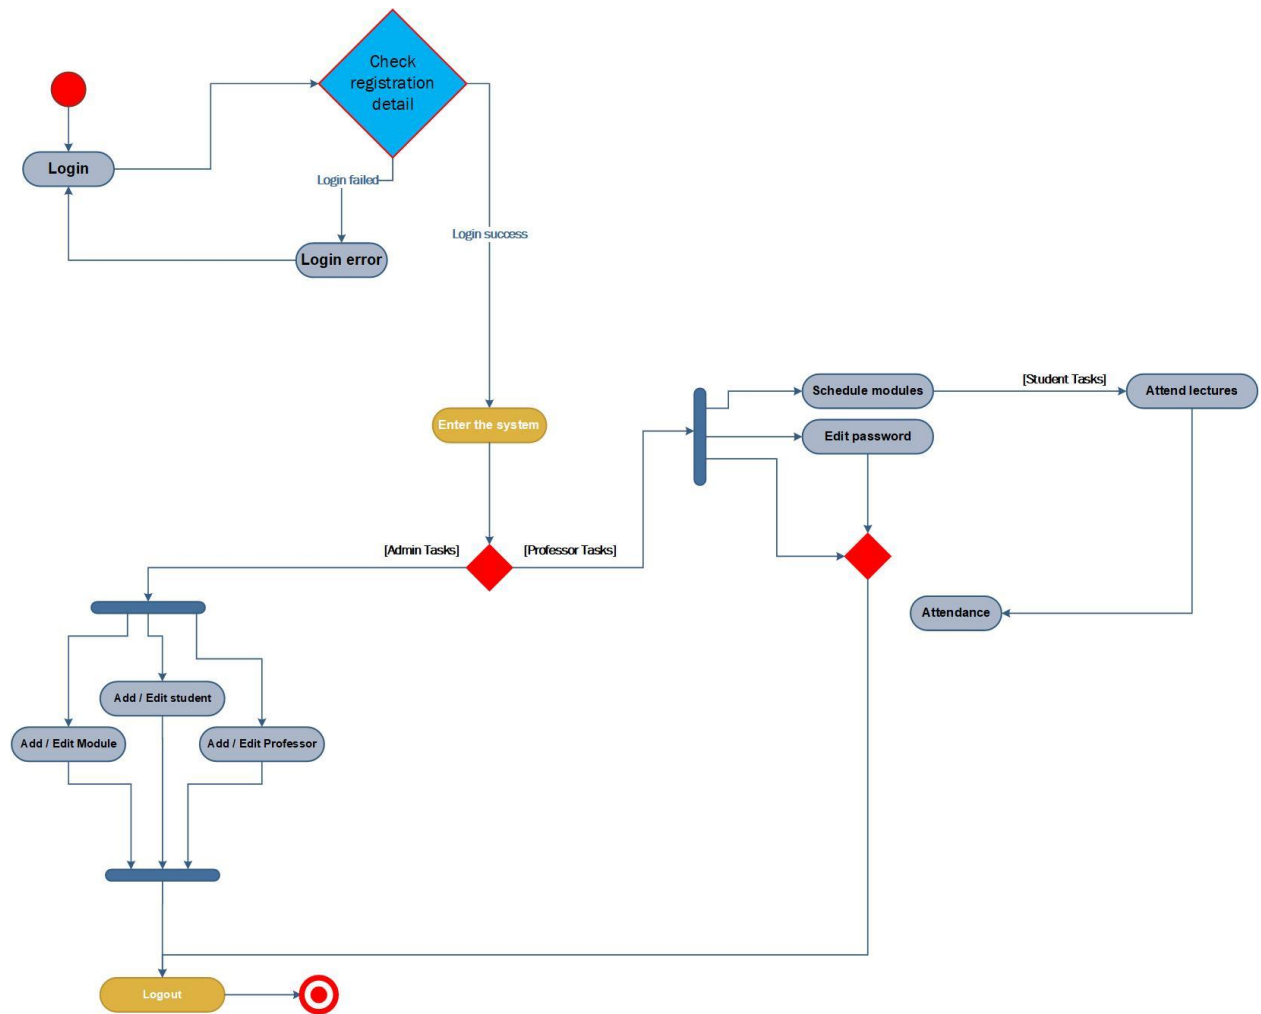 Check
registration
detail
Login
Login failed
Login success
Login error
Schedule modules
[Student Tasks]
Attend lectures
Enter the system
Edit password
[Admin Tasks]
[Professor Tasks]
Attendance
Add / Edit student
Add / Edit Module
Add / Edit Professor
Logout